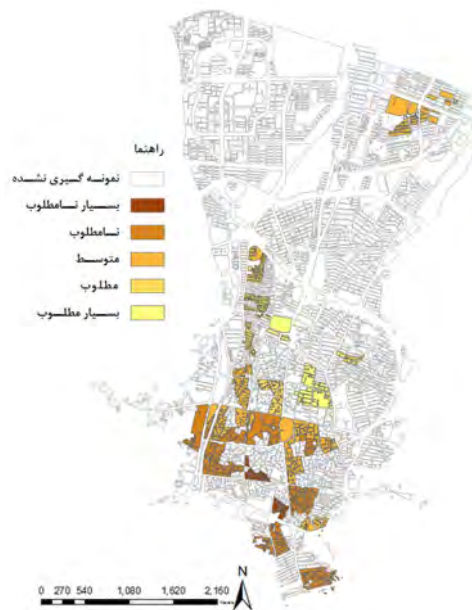 راهنما
نمونه گیری نشده
بسیار نامطلوب
نامطلوب
متوسط
مطلوب
بسیار مطلوب
N
0 270 540 1,080 1,620 2,160